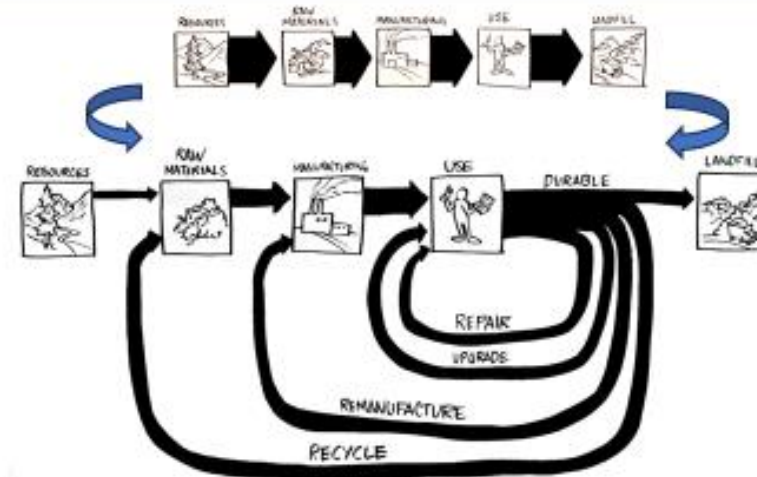 RESOURCES
RAW MATERIALS
MANUFACTURING
USE
LANDFILL
RESOURCES
RAW
MATERIALS
MANUFACTURING
USE
DURABLE
LANDFILL
REPAIR
UPGRADE
REMANUFACTURE
RECYCLE